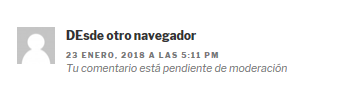 DEsde otro navegador
23 ENERO, 2018 A LAS 5:11 PM
Tu comentario está pendiente de moderación